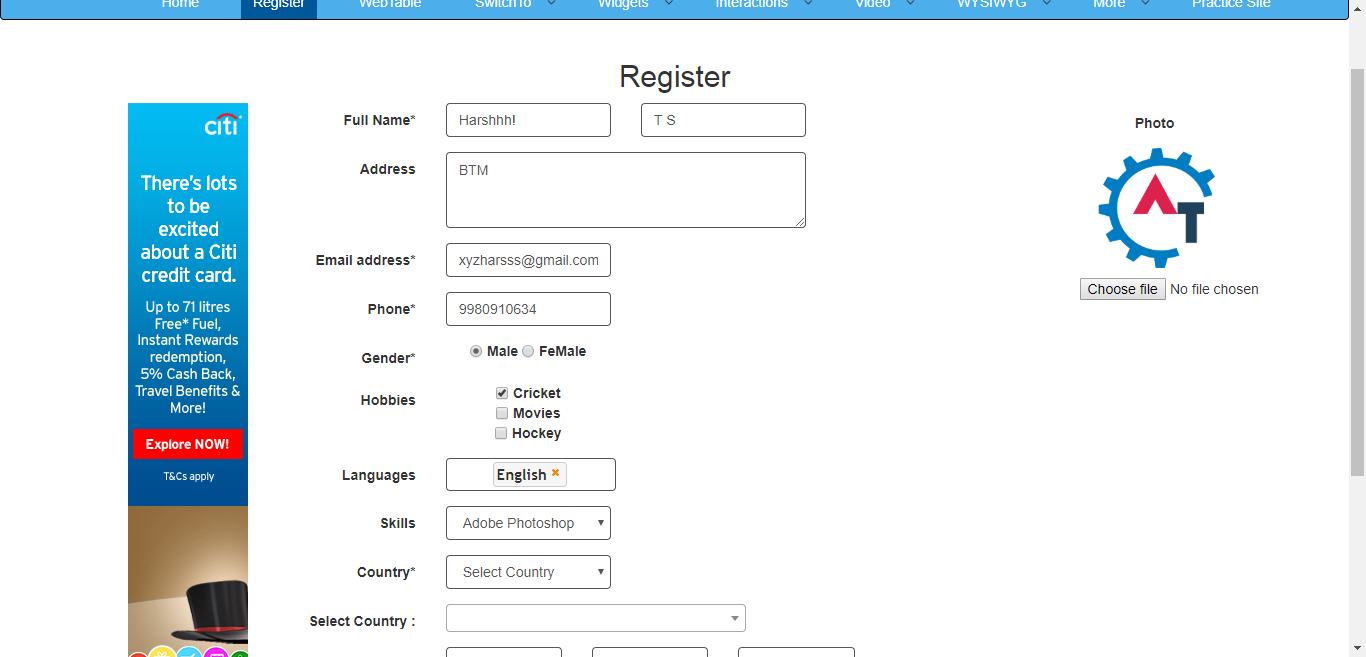 Home Register WebTable SwitchTo Widgets Interactions Video WYSIWYG More Practice Site
Register
Full Name* Harshhh! T S
Address BTM
Email address* xyzharsss@gmail.com
Phone* 9980910634
Gender* Male FeMale
Hobbies Cricket
Movies
Hockey
Languages English
Skills Adobe Photoshop
Country* Select Country
Select Country :
Photo
AT
Choose file No file chosen
citi
There's lots
to be
excited
about a Citi
credit card.
Up to 71 litres
Free* Fuel,
Instant Rewards
redemption,
5% Cash Back,
Travel Benefits &
More!
Explore NOW!
T&Cs apply